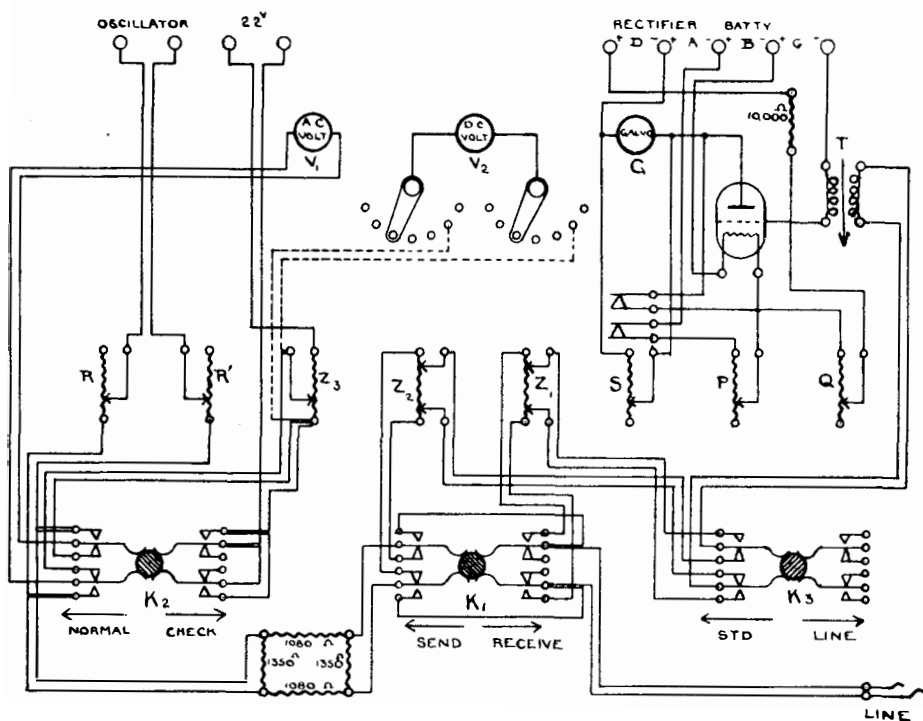 OSCILLATOR 22V RECTIFIER BATTY
+ D - + A - + B - + C -
AC VOLT
V1
DC VOLT
V2
GALVO
G
10,000 Ω
T
R R' Z3 Z2 Z1 S P Q
K2 K1 K3
NORMAL CHECK SEND RECEIVE STD LINE
1080 Ω
1350 Ω 1350 Ω
1080 Ω
LINE